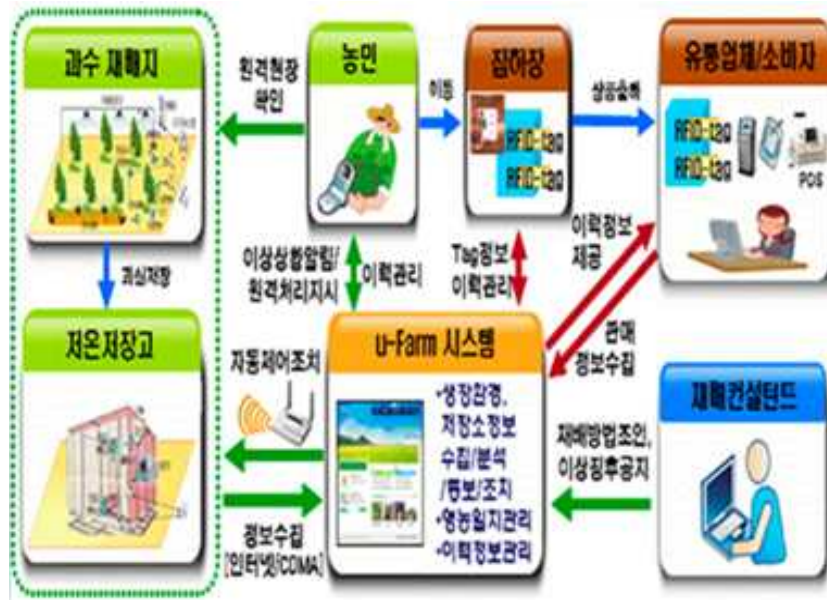 과수 재배지
원격현장
확인
농민
이동
집하장
RFID-tag
RFID-tag
상품출하
유통업체/소비자
RFID-tag
RFID-tag
POS
과실저장
이상상황알림/
원격처리지시
이력관리
Tag정보
이력관리
이력정보
제공
판매
정보수집
저온저장고
자동제어조치
정보수집
[인터넷/CDMA]
u-Farm 시스템
•생장환경,
저장소정보
수집/분석
/통보/조치
•영농일지관리
•이력정보관리
재배방법조언,
이상징후공지
재배컨설턴트